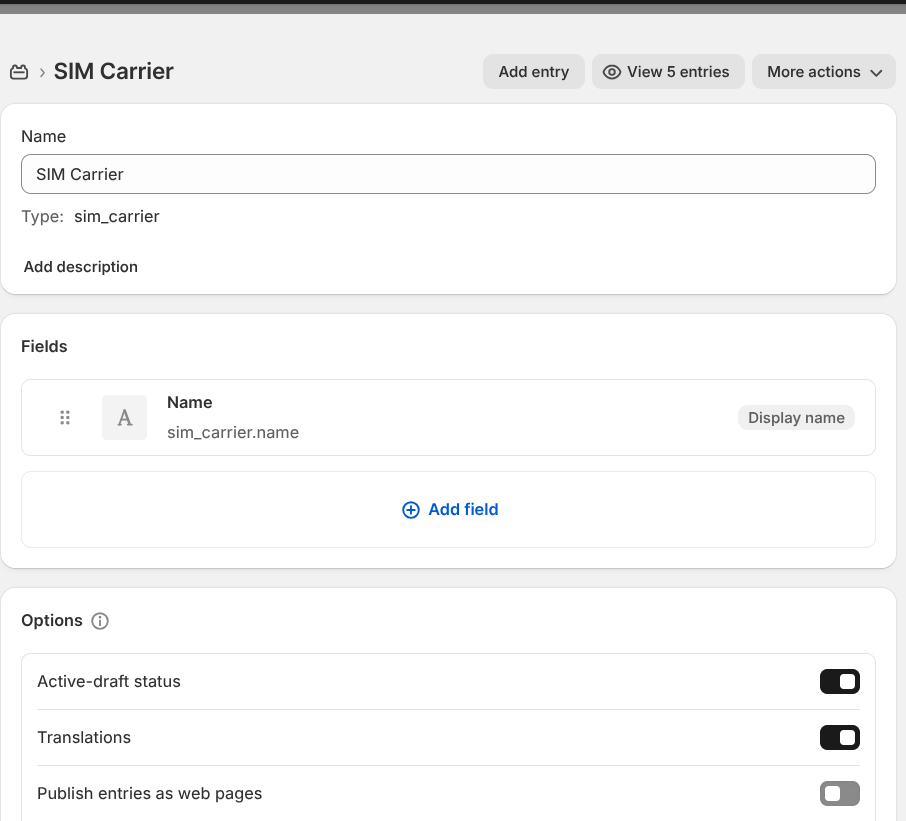 SIM Carrier
Add entry
View 5 entries
More actions
Name
SIM Carrier
Type: sim_carrier
Add description
Fields
A
Name
sim_carrier.name
Display name
Add field
Options
Active-draft status
Translations
Publish entries as web pages